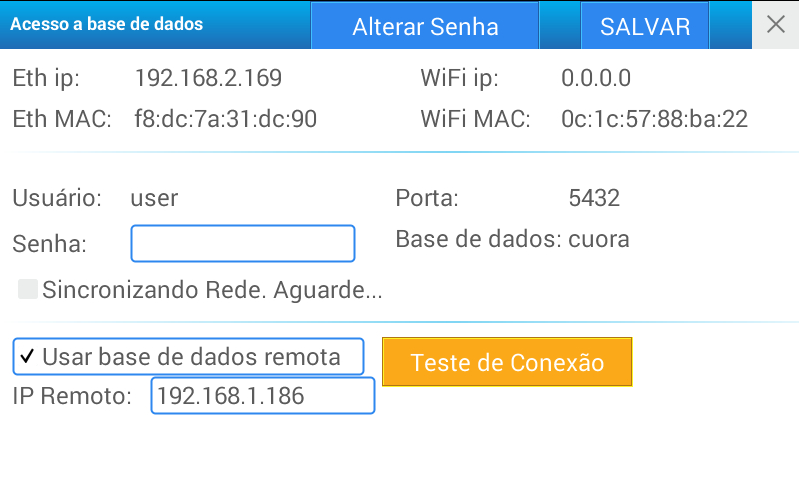 Acesso a base de dados Alterar Senha SALVAR
Eth ip: 192.168.2.169 WiFi ip: 0.0.0.0
Eth MAC: f8:dc:7a:31:dc:90 WiFi MAC: 0c:1c:57:88:ba:22
Usuário: user Porta: 5432
Senha: Base de dados: cuora
Sincronizando Rede. Aguarde...
Usar base de dados remota Teste de Conexão
IP Remoto: 192.168.1.186